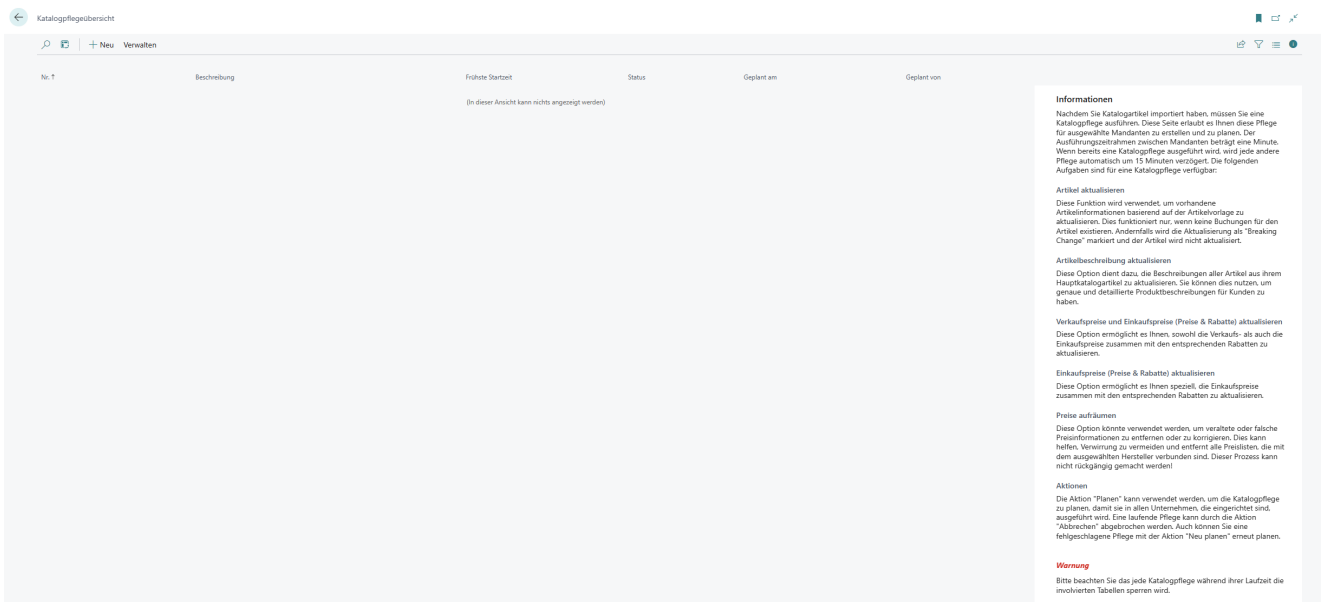 Katalogpflegeübersicht
Neu Verwalten
Nr. ↑ Beschreibung Frühste Startzeit Status Geplant am Geplant von
(In dieser Ansicht kann nichts angezeigt werden)
Informationen
Nachdem Sie Katalogartikel importiert haben, müssen Sie eine
Katalogpflege ausführen. Diese Seite erlaubt es Ihnen diese Pflege
für ausgewählte Mandanten zu erstellen und zu planen. Der
Ausführungszeitrahmen zwischen Mandanten beträgt eine Minute.
Wenn bereits eine Katalogpflege ausgeführt wird, wird jede andere
Pflege automatisch um 15 Minuten verzögert. Die folgenden
Aufgaben sind für eine Katalogpflege verfügbar:
Artikel aktualisieren
Diese Funktion wird verwendet, um vorhandene
Artikelinformationen basierend auf der Artikelvorlage zu
aktualisieren. Dies funktioniert nur, wenn keine Buchungen für den
Artikel existieren. Andernfalls wird die Aktualisierung als "Breaking
Change" markiert und der Artikel wird nicht aktualisiert.
Artikelbeschreibung aktualisieren
Diese Option dient dazu, die Beschreibungen aller Artikel aus ihrem
Hauptkatalogartikel zu aktualisieren. Sie können dies nutzen, um
genaue und detaillierte Produktbeschreibungen für Kunden zu
haben.
Verkaufspreise und Einkaufspreise (Preise & Rabatte) aktualisieren
Diese Option ermöglicht es Ihnen, sowohl die Verkaufs- als auch die
Einkaufspreise zusammen mit den entsprechenden Rabatten zu
aktualisieren.
Einkaufspreise (Preise & Rabatte) aktualisieren
Diese Option ermöglicht es Ihnen speziell, die Einkaufspreise
zusammen mit den entsprechenden Rabatten zu aktualisieren.
Preise aufräumen
Diese Option könnte verwendet werden, um veraltete oder falsche
Preisinformationen zu entfernen oder zu korrigieren. Dies kann
helfen, Verwirrung zu vermeiden und entfernt alle Preislisten, die mit
dem ausgewählten Hersteller verbunden sind. Dieser Prozess kann
nicht rückgängig gemacht werden!
Aktionen
Die Aktion "Planen" kann verwendet werden, um die Katalogpflege
zu planen, damit sie in allen Unternehmen, die eingerichtet sind,
ausgeführt wird. Eine laufende Pflege kann durch die Aktion
"Abbrechen" abgebrochen werden. Auch können Sie eine
fehlgeschlagene Pflege mit der Aktion "Neu planen" erneut planen.
Warnung
Bitte beachten Sie das jede Katalogpflege während ihrer Laufzeit die
involvierten Tabellen sperren wird.